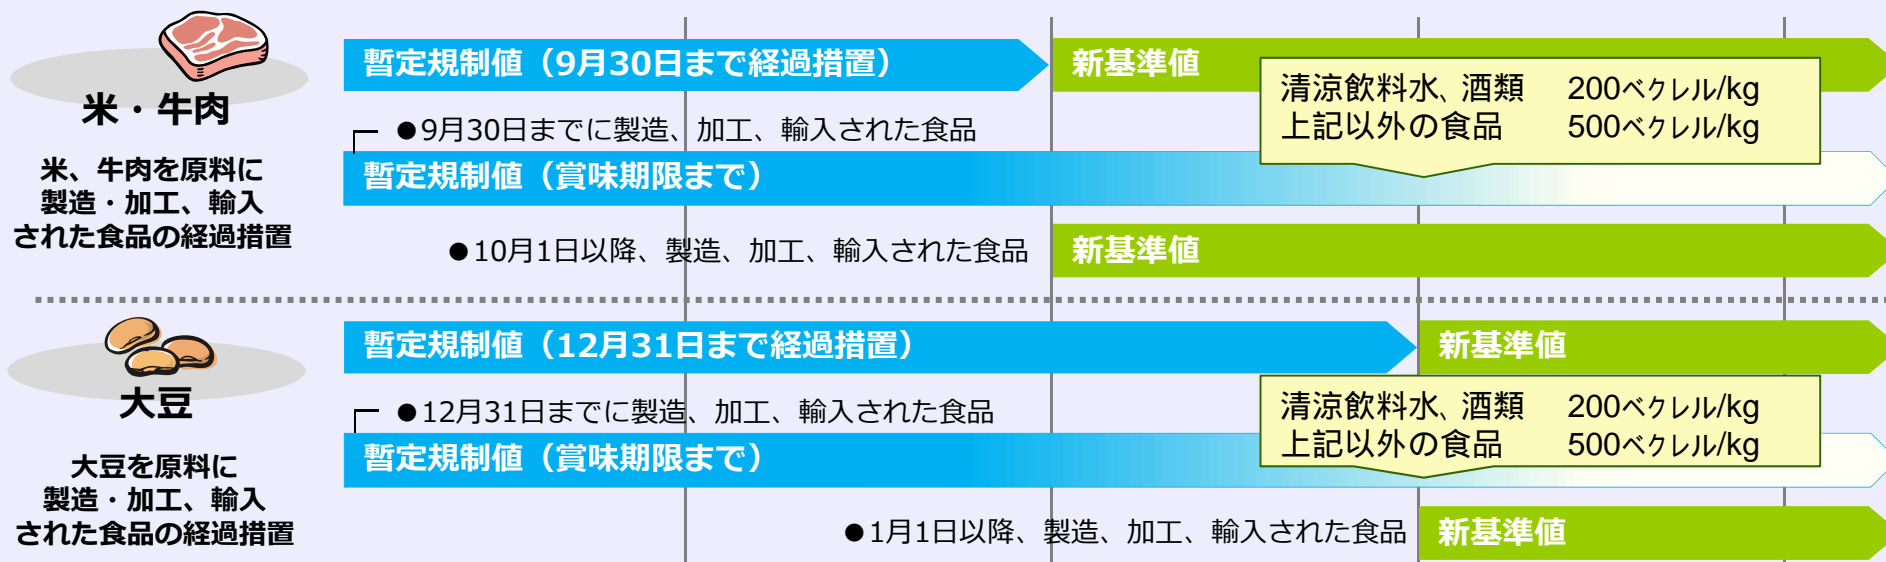 米・牛肉
米、牛肉を原料に
製造・加工、輸入
された食品の経過措置
暫定規制値（9月30日まで経過措置）
新基準値
清涼飲料水、酒類　200ベクレル/kg
上記以外の食品　500ベクレル/kg
●9月30日までに製造、加工、輸入された食品
暫定規制値（賞味期限まで）
●10月1日以降、製造、加工、輸入された食品
新基準値
大豆
大豆を原料に
製造・加工、輸入
された食品の経過措置
暫定規制値（12月31日まで経過措置）
新基準値
清涼飲料水、酒類　200ベクレル/kg
上記以外の食品　500ベクレル/kg
●12月31日までに製造、加工、輸入された食品
暫定規制値（賞味期限まで）
●1月1日以降、製造、加工、輸入された食品
新基準値